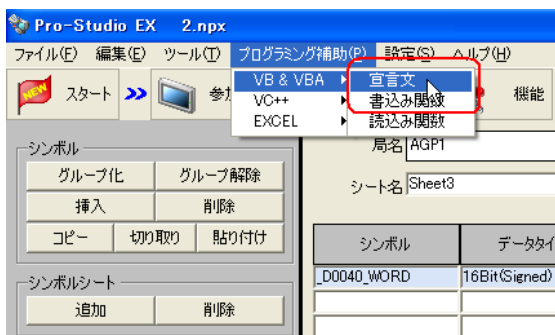 Pro-Studio EX 2.npx
ファイル(F) 編集(E) ツール(T) プログラミング補助(P) 設定(S) ヘルプ(H)
VB & VBA 宣言文
VC++ 書込み関数
EXCEL 読込み関数
NEW スタート 機能
シンボル
グループ化 グループ解除
挿入 削除
コピー 切り取り 貼り付け
シンボルシート
追加 削除
局名 AGP1
シート名 Sheet3
シンボル データタイ
_D0040_WORD 16Bit(Signed)